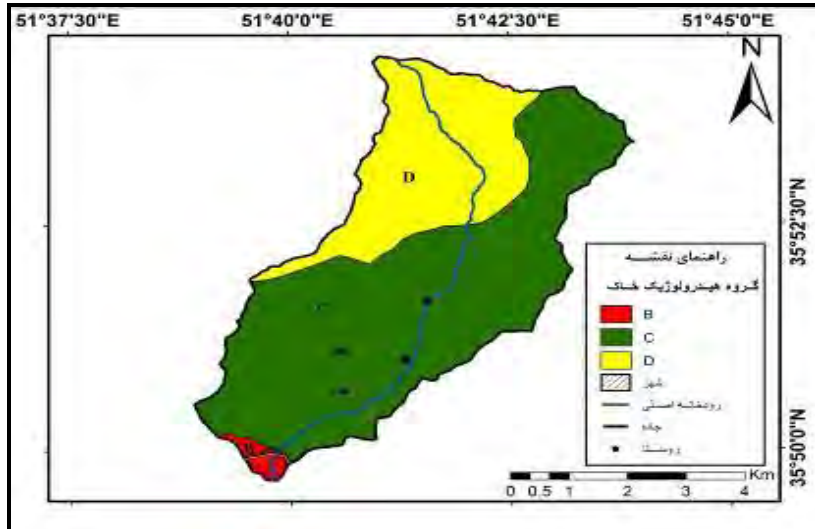 51°37'30"E 51°40'0"E 51°42'30"E 51°45'0"E
N
D
35°52'30"N
راهنمای نقشه
گروه هیدرولوژیک خاک
B
C
D
شهر
رودخانه اصلی
جاده
روستا
35°50'0"N
Km
0 0.5 1 2 3 4